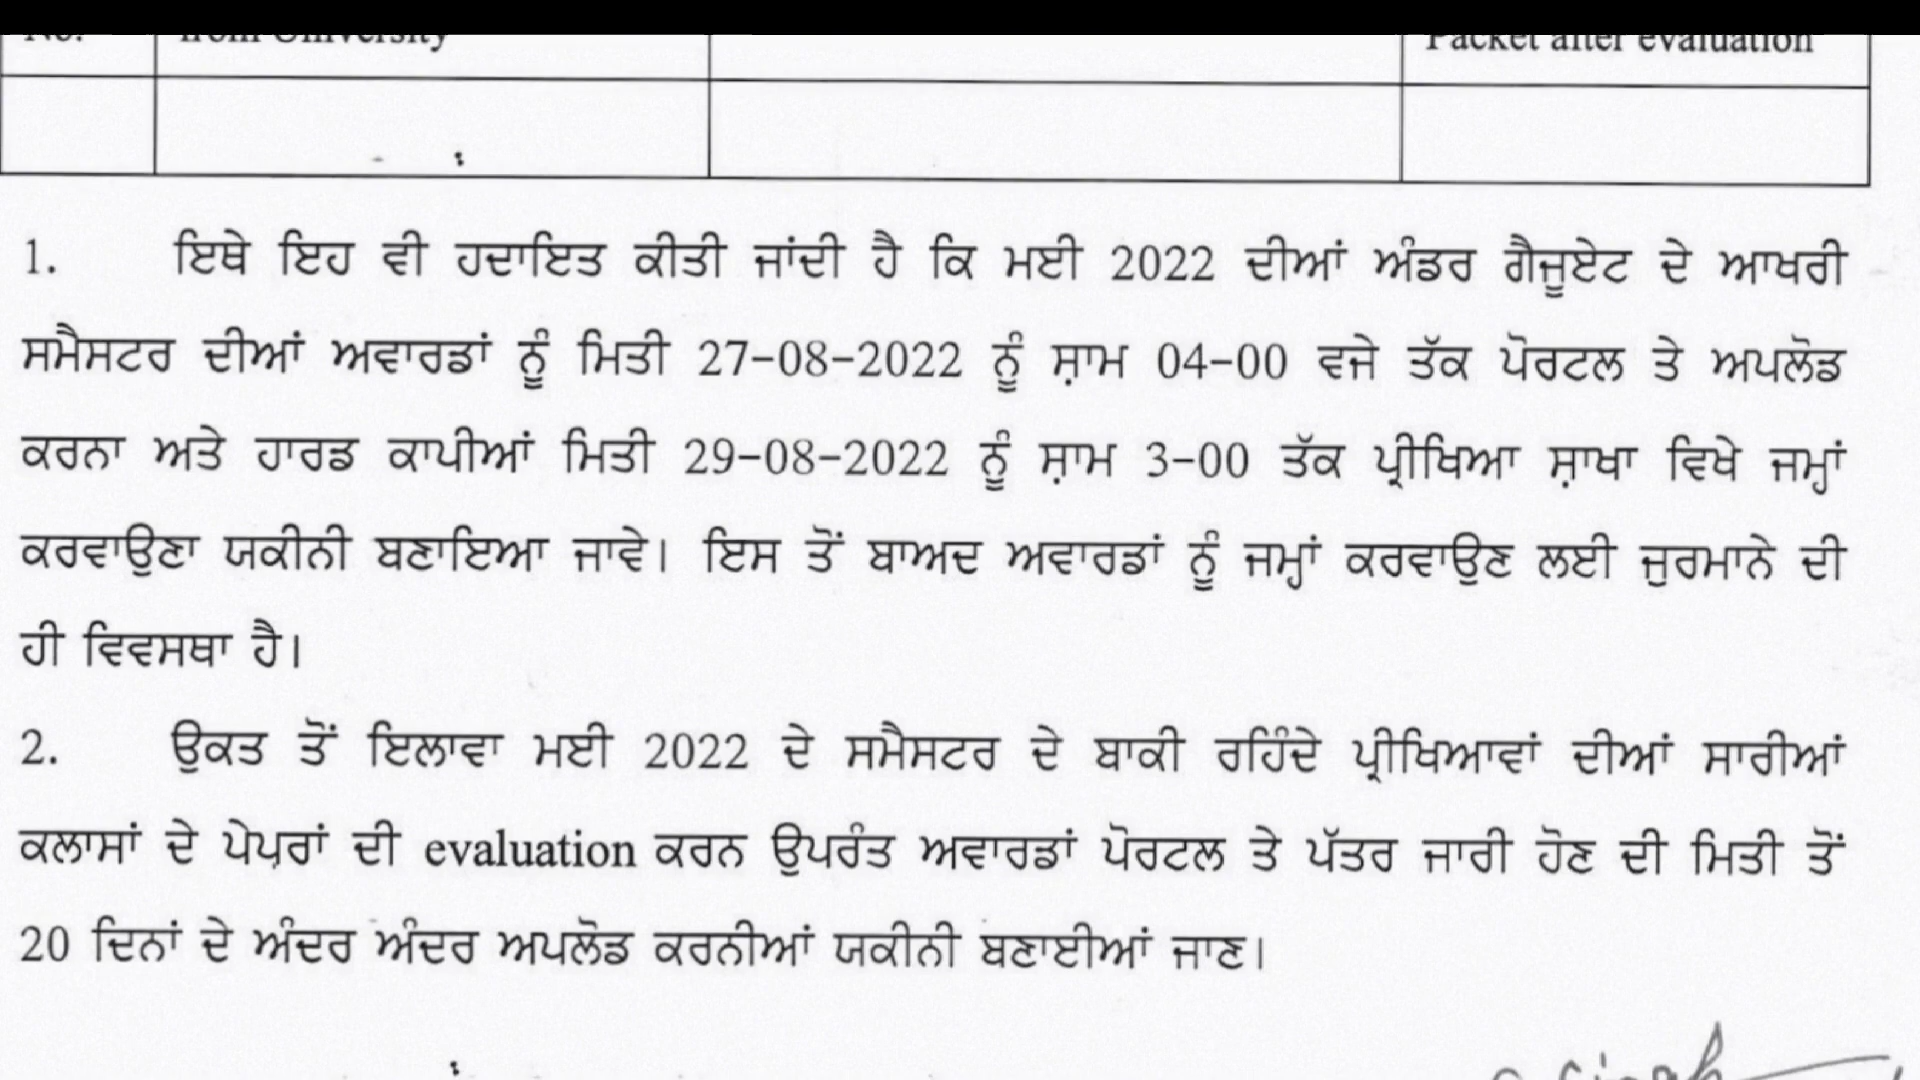 No. from University Packet after evaluation
1. ਇਥੇ ਇਹ ਵੀ ਹਦਾਇਤ ਕੀਤੀ ਜਾਂਦੀ ਹੈ ਕਿ ਮਈ 2022 ਦੀਆਂ ਅੰਡਰ ਗੈਜੂਏਟ ਦੇ ਆਖਰੀ
ਸਮੈਸਟਰ ਦੀਆਂ ਅਵਾਰਡਾਂ ਨੂੰ ਮਿਤੀ 27-08-2022 ਨੂੰ ਸ਼ਾਮ 04-00 ਵਜੇ ਤੱਕ ਪੋਰਟਲ ਤੇ ਅਪਲੋਡ
ਕਰਨਾ ਅਤੇ ਹਾਰਡ ਕਾਪੀਆਂ ਮਿਤੀ 29-08-2022 ਨੂੰ ਸ਼ਾਮ 3-00 ਤੱਕ ਪ੍ਰੀਖਿਆ ਸ਼ਾਖਾ ਵਿਖੇ ਜਮ੍ਹਾਂ
ਕਰਵਾਉਣਾ ਯਕੀਨੀ ਬਣਾਇਆ ਜਾਵੇ। ਇਸ ਤੋਂ ਬਾਅਦ ਅਵਾਰਡਾਂ ਨੂੰ ਜਮ੍ਹਾਂ ਕਰਵਾਉਣ ਲਈ ਜੁਰਮਾਨੇ ਦੀ
ਹੀ ਵਿਵਸਥਾ ਹੈ।
2. ਉਕਤ ਤੋਂ ਇਲਾਵਾ ਮਈ 2022 ਦੇ ਸਮੈਸਟਰ ਦੇ ਬਾਕੀ ਰਹਿੰਦੇ ਪ੍ਰੀਖਿਆਵਾਂ ਦੀਆਂ ਸਾਰੀਆਂ
ਕਲਾਸਾਂ ਦੇ ਪੇਪਰਾਂ ਦੀ evaluation ਕਰਨ ਉਪਰੰਤ ਅਵਾਰਡਾਂ ਪੋਰਟਲ ਤੇ ਪੱਤਰ ਜਾਰੀ ਹੋਣ ਦੀ ਮਿਤੀ ਤੋਂ
20 ਦਿਨਾਂ ਦੇ ਅੰਦਰ ਅੰਦਰ ਅਪਲੋਡ ਕਰਨੀਆਂ ਯਕੀਨੀ ਬਣਾਈਆਂ ਜਾਣ।